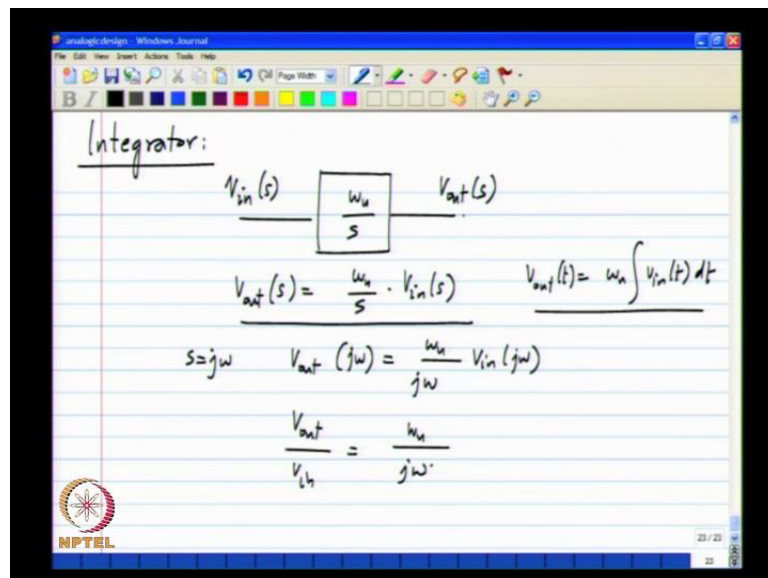 analogicdesign - Windows Journal
File Edit View Insert Actions Tools Help
Page Width
B I
Integrator:
Vin(s) ωu/s Vout(s)
Vout(s) = ωu/s · Vin(s) Vout(t) = ωu ∫ vin(t) dt
s=jω Vout (jω) = ωu/jω Vin(jω)
Vout/Vin = ωu/jω
NPTEL
23/23
23